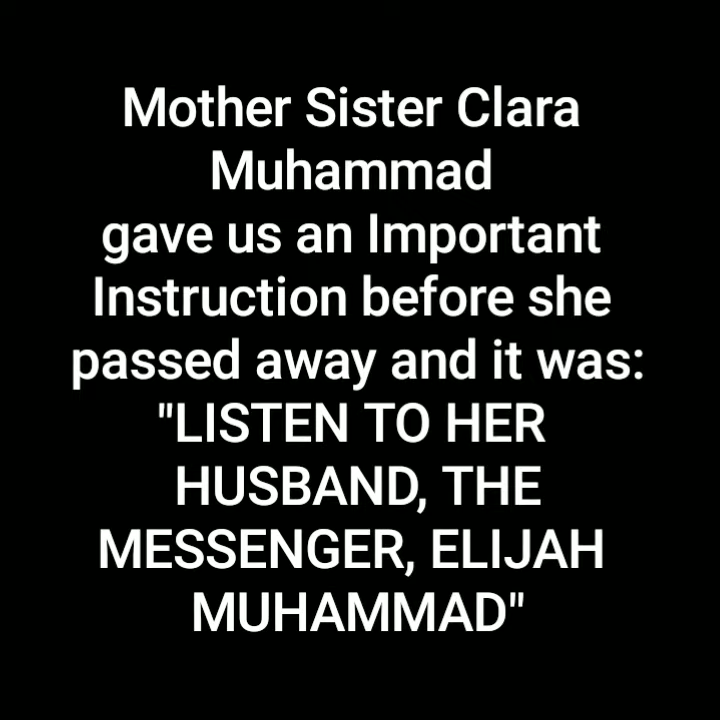 Mother Sister Clara
Muhammad
gave us an Important
Instruction before she
passed away and it was:
"LISTEN TO HER
HUSBAND, THE
MESSENGER, ELIJAH
MUHAMMAD"